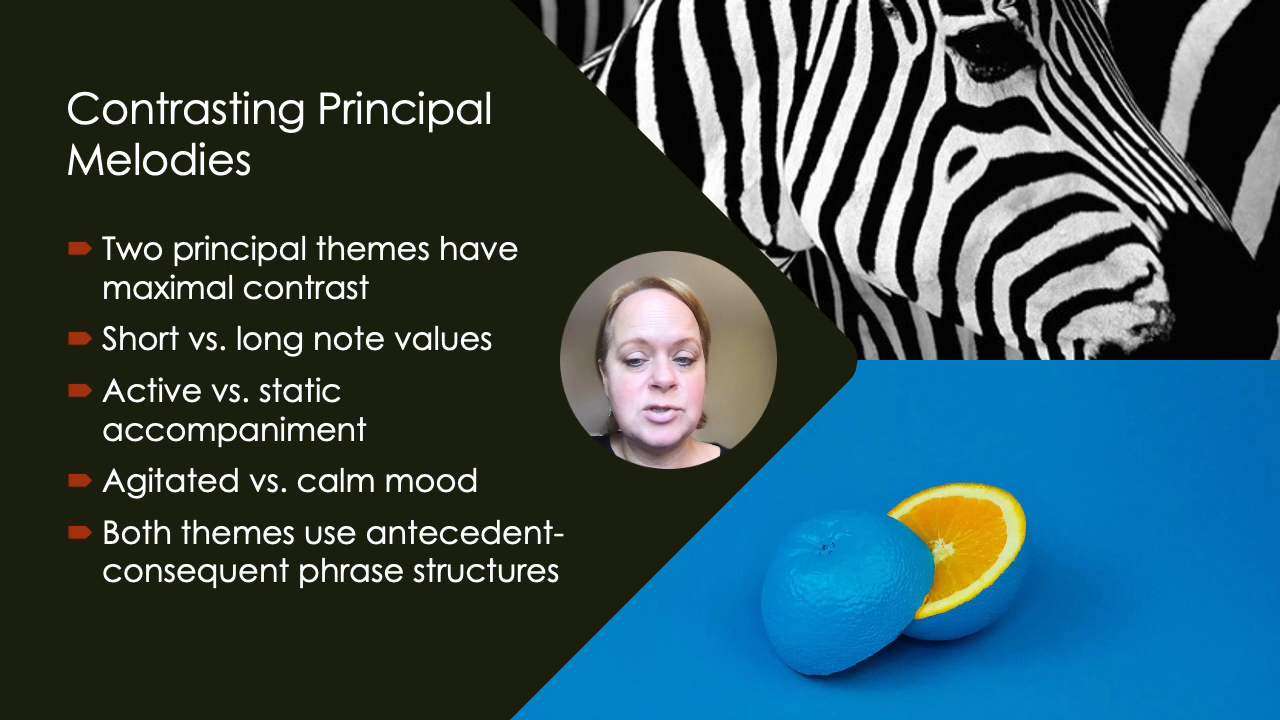 Contrasting Principal
Melodies
Two principal themes have
maximal contrast
Short vs. long note values
Active vs. static
accompaniment
Agitated vs. calm mood
Both themes use antecedent-
consequent phrase structures